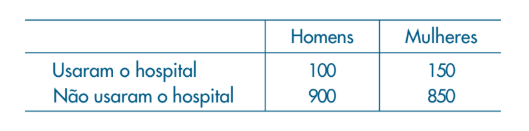 Homens Mulheres
Usaram o hospital 100 150
Não usaram o hospital 900 850